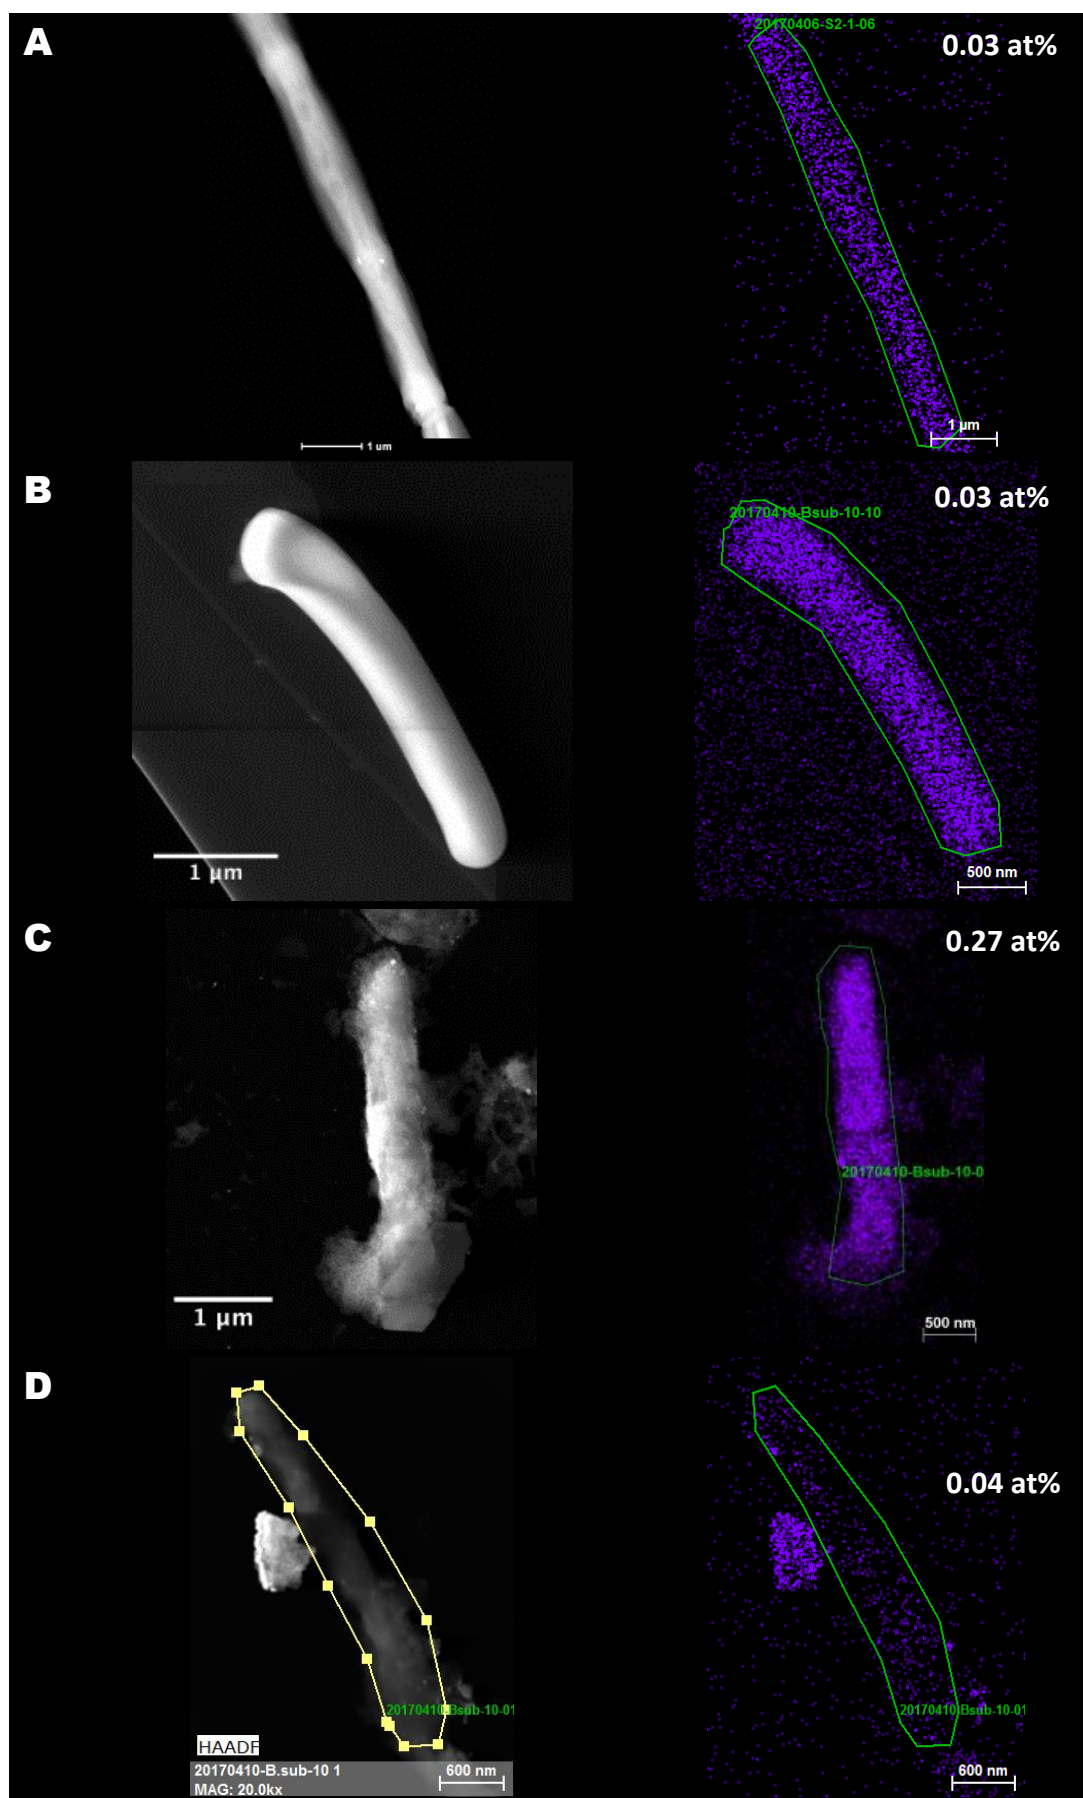 A
20170406-S2-1-06
0.03 at%
1 µm
1 µm
B
20170410-Bsub-10-10
0.03 at%
1 µm
500 nm
C
0.27 at%
20170410-Bsub-10-0
1 µm
500 nm
D
0.04 at%
20170410-Bsub-10-01
20170410-Bsub-10-01
HAADF
20170410-B.sub-10 1
MAG: 20.0kx
600 nm
600 nm